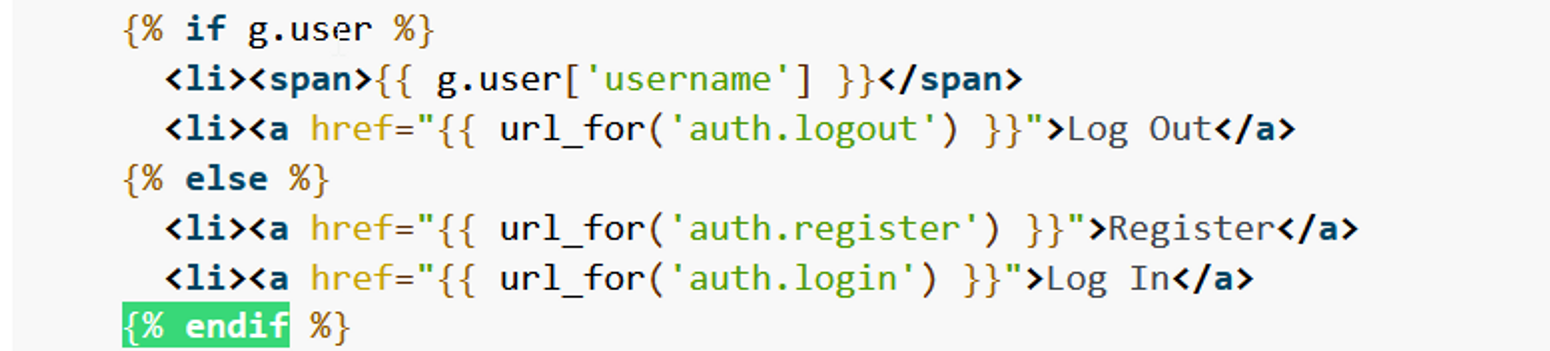 {% if g.user %}
<li><span>{{ g.user['username'] }}</span>
<li><a href="{{ url_for('auth.logout') }}">Log Out</a>
{% else %}
<li><a href="{{ url_for('auth.register') }}">Register</a>
<li><a href="{{ url_for('auth.login') }}">Log In</a>
{% endif %}